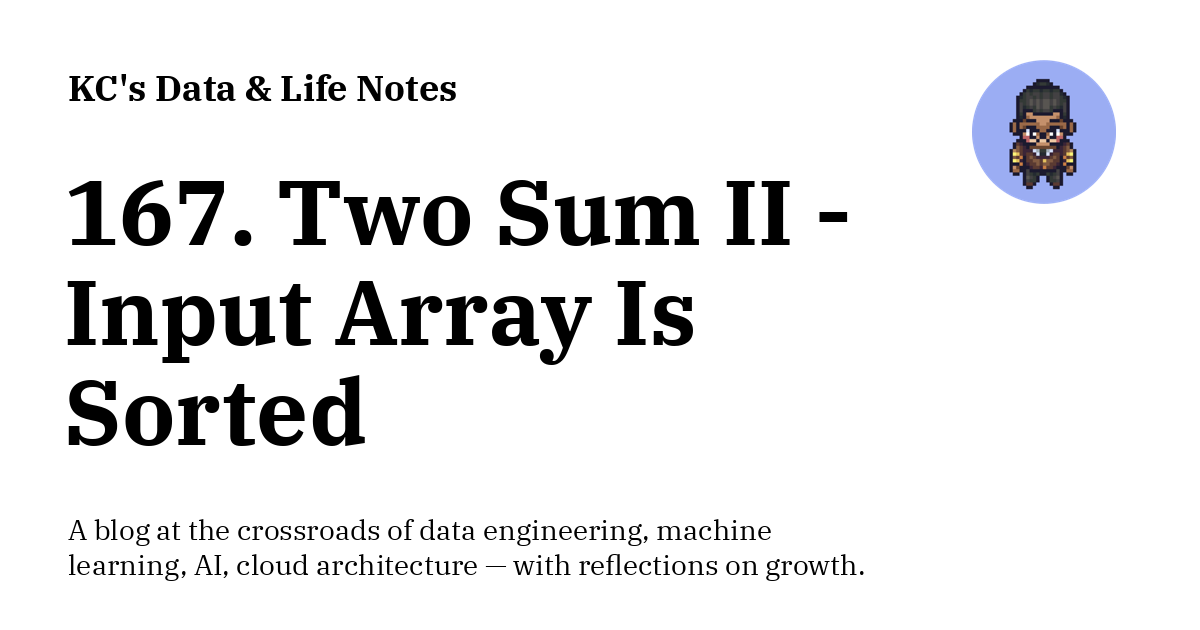 KC's Data & Life Notes
167. Two Sum II -
Input Array Is
Sorted
A blog at the crossroads of data engineering, machine
learning, AI, cloud architecture — with reflections on growth.